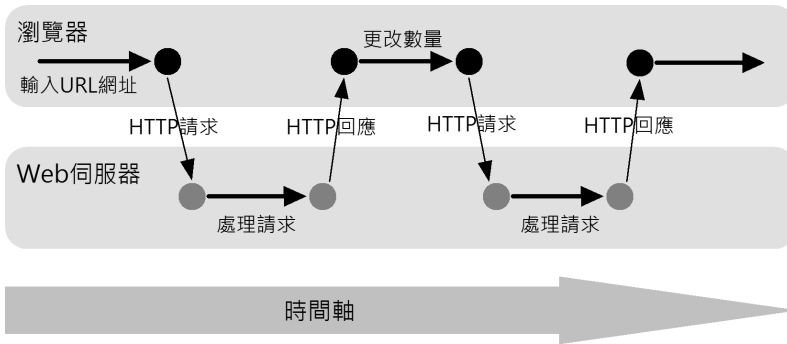 瀏覽器
更改數量
輸入URL網址
HTTP請求
HTTP回應
HTTP請求
HTTP回應
Web伺服器
處理請求
處理請求
時間軸